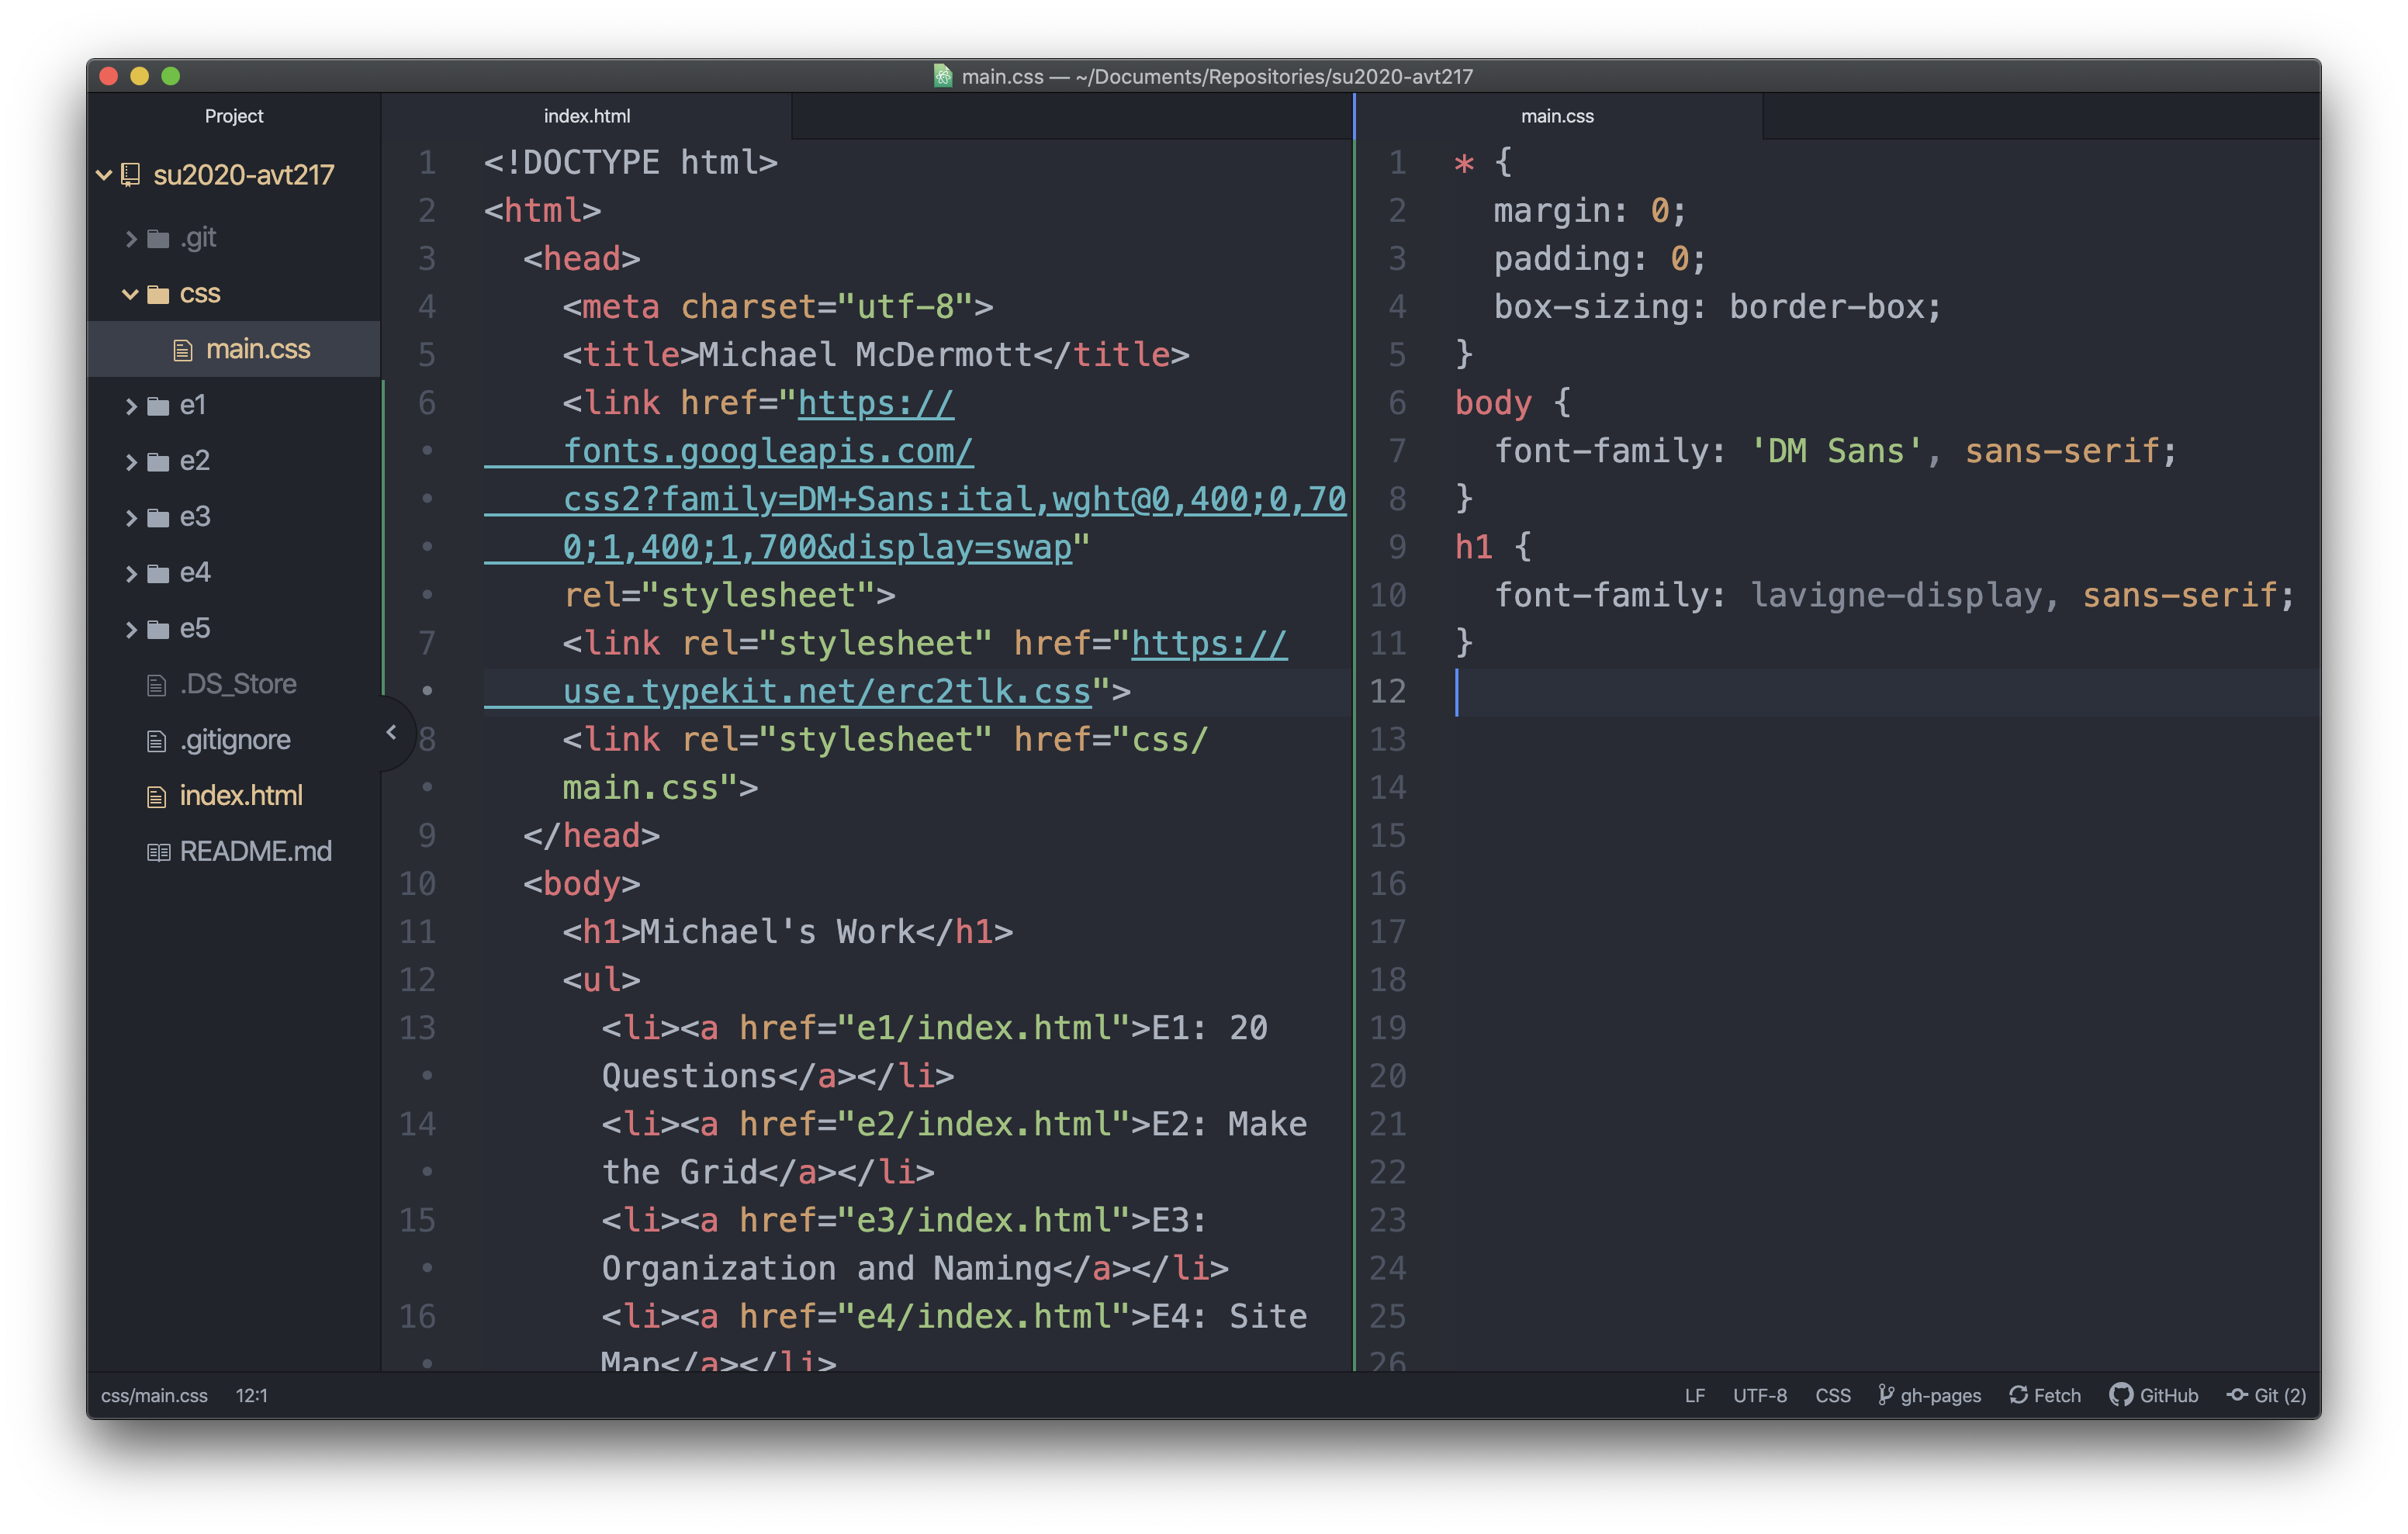 main.css — ~/Documents/Repositories/su2020-avt217
Project
su2020-avt217
.git
css
main.css
e1
e2
e3
e4
e5
.DS_Store
.gitignore
index.html
README.md
index.html
1 <!DOCTYPE html>
2 <html>
3 <head>
4 <meta charset="utf-8">
5 <title>Michael McDermott</title>
6 <link href="https://
• fonts.googleapis.com/
• css2?family=DM+Sans:ital,wght@0,400;0,70
• 0;1,400;1,700&display=swap"
• rel="stylesheet">
7 <link rel="stylesheet" href="https://
• use.typekit.net/erc2tlk.css">
8 <link rel="stylesheet" href="css/
• main.css">
9 </head>
10 <body>
11 <h1>Michael's Work</h1>
12 <ul>
13 <li><a href="e1/index.html">E1: 20
• Questions</a></li>
14 <li><a href="e2/index.html">E2: Make
• the Grid</a></li>
15 <li><a href="e3/index.html">E3:
• Organization and Naming</a></li>
16 <li><a href="e4/index.html">E4: Site
• Map</a></li>
main.css
1 * {
2 margin: 0;
3 padding: 0;
4 box-sizing: border-box;
5 }
6 body {
7 font-family: 'DM Sans', sans-serif;
8 }
9 h1 {
10 font-family: lavigne-display, sans-serif;
11 }
12
13
14
15
16
17
18
19
20
21
22
23
24
25
26
css/main.css 12:1
LF UTF-8 CSS gh-pages Fetch GitHub Git (2)